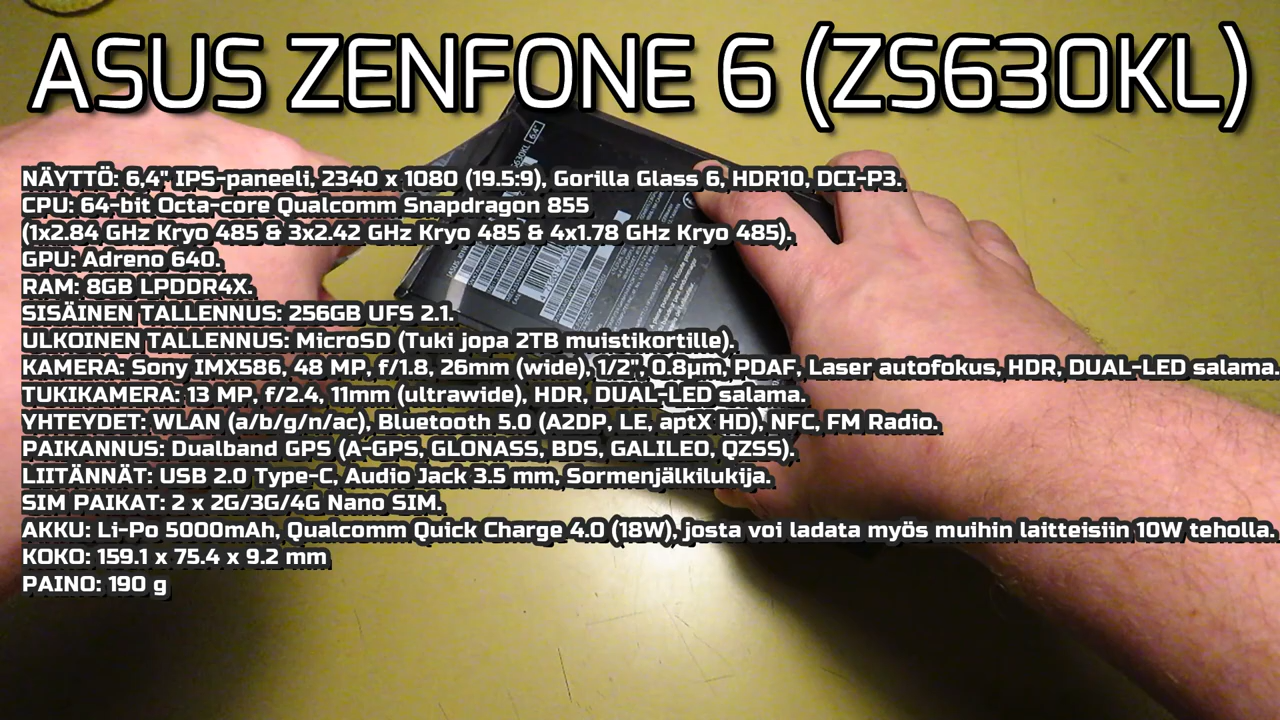 ASUS ZENFONE 6 (ZS630KL)
NÄYTTÖ: 6,4" IPS-paneeli, 2340 x 1080 (19.5:9), Gorilla Glass 6, HDR10, DCI-P3.
CPU: 64-bit Octa-core Qualcomm Snapdragon 855
(1x2.84 GHz Kryo 485 & 3x2.42 GHz Kryo 485 & 4x1.78 GHz Kryo 485).
GPU: Adreno 640.
RAM: 8GB LPDDR4X.
SISÄINEN TALLENNUS: 256GB UFS 2.1.
ULKOINEN TALLENNUS: MicroSD (Tuki jopa 2TB muistikortille).
KAMERA: Sony IMX586, 48 MP, f/1.8, 26mm (wide), 1/2", 0.8µm, PDAF, Laser autofokus, HDR, DUAL-LED salama.
TUKIKAMERA: 13 MP, f/2.4, 11mm (ultrawide), HDR, DUAL-LED salama.
YHTEYDET: WLAN (a/b/g/n/ac), Bluetooth 5.0 (A2DP, LE, aptX HD), NFC, FM Radio.
PAIKANNUS: Dualband GPS (A-GPS, GLONASS, BDS, GALILEO, QZSS).
LIITÄNNÄT: USB 2.0 Type-C, Audio Jack 3.5 mm, Sormenjälkilukija.
SIM PAIKAT: 2 x 2G/3G/4G Nano SIM.
AKKU: Li-Po 5000mAh, Qualcomm Quick Charge 4.0 (18W), josta voi ladata myös muihin laitteisiin 10W teholla.
KOKO: 159.1 x 75.4 x 9.2 mm
PAINO: 190 g
6.4"